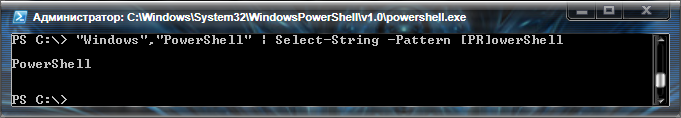 Администратор: C:\Windows\System32\WindowsPowerShell\v1.0\powershell.exe
PS C:\> "Windows","PowerShell" | Select-String -Pattern [PR]owerShell
PowerShell
PS C:\>